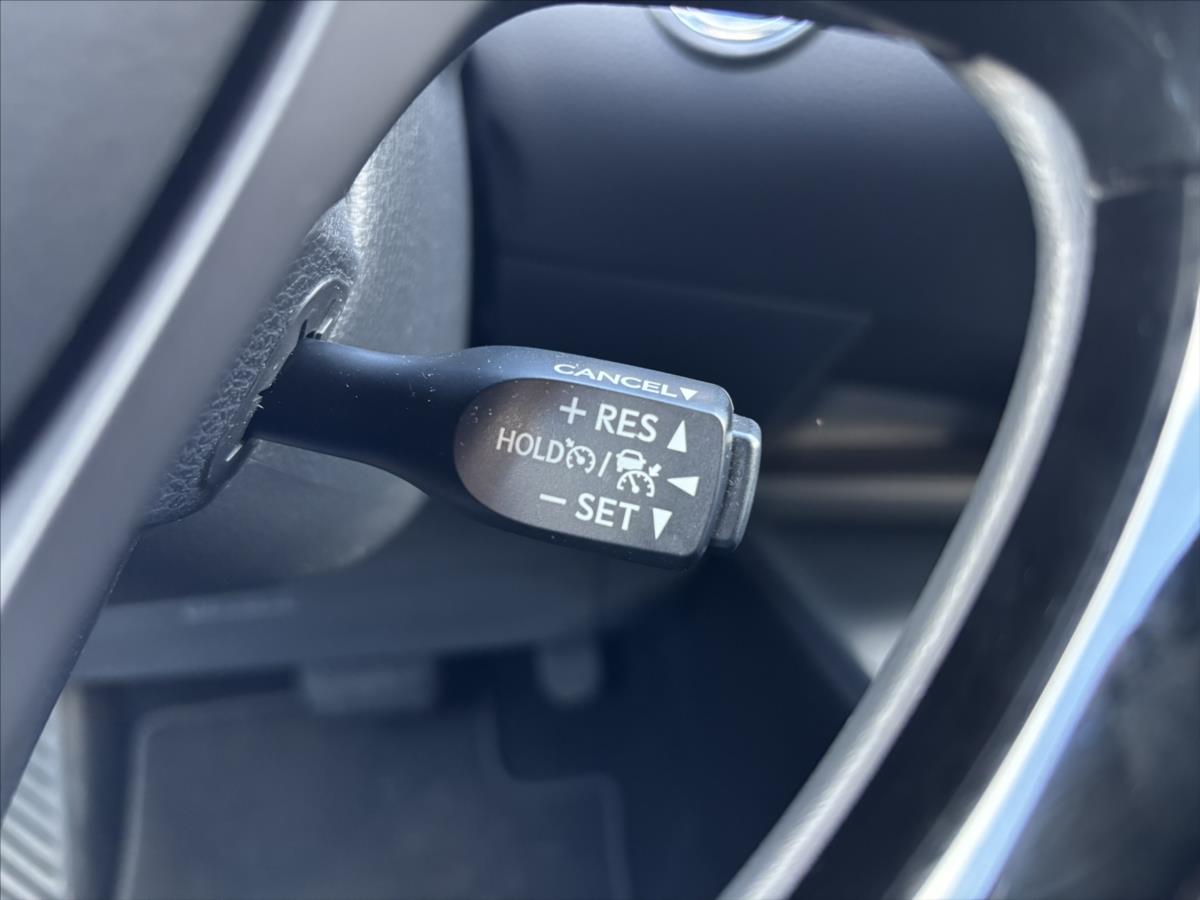 CANCEL▼
+ RES ▲
HOLD / ◀
− SET ▼